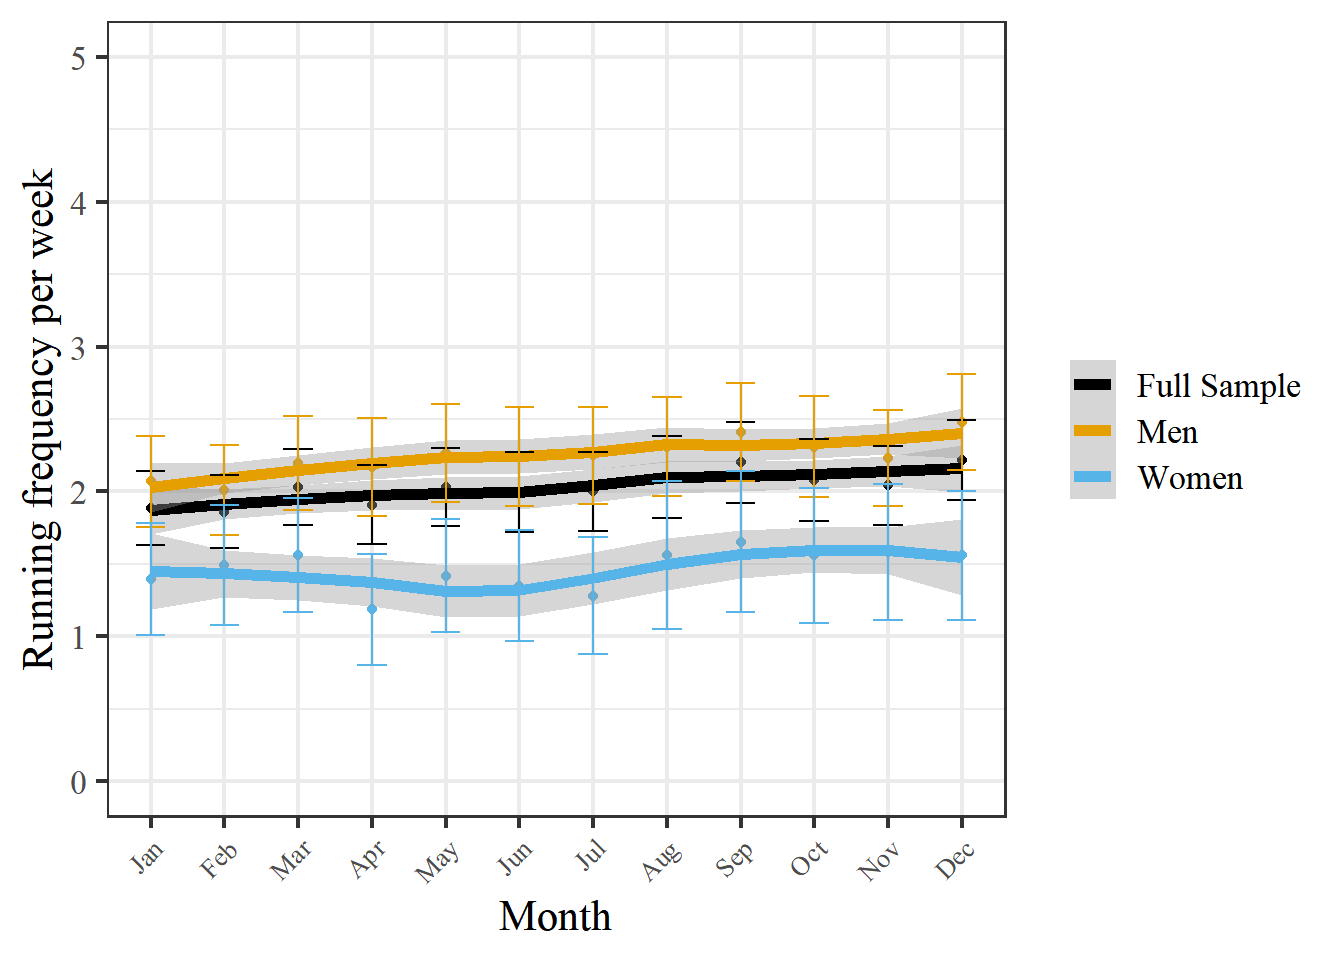 Running frequency per week
5
4
3
2
1
0
Jan
Feb
Mar
Apr
May
Jun
Jul
Aug
Sep
Oct
Nov
Dec
Month
Full Sample
Men
Women